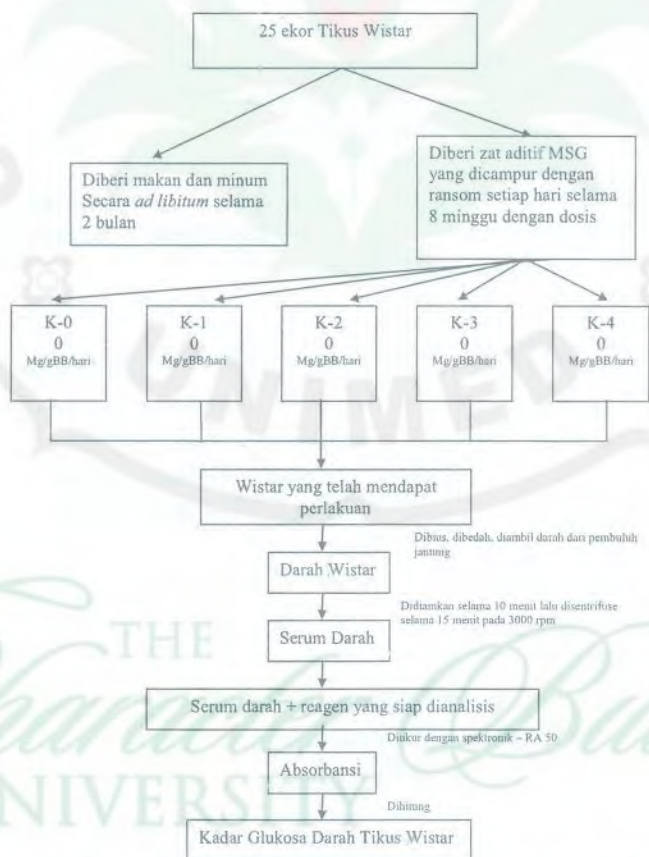 25 ekor Tikus Wistar
Diberi makan dan minum
Secara ad libitum selama
2 bulan
Diberi zat aditif MSG
yang dicampur dengan
ransom setiap hari selama
8 minggu dengan dosis
K-0
0
Mg/gBB/hari
K-1
0
Mg/gBB/hari
K-2
0
Mg/gBB/hari
K-3
0
Mg/gBB/hari
K-4
0
Mg/gBB/hari
UNIMED
Wistar yang telah mendapat
perlakuan
Dibius, dibedah, diambil darah dari pembuluh
jantung
Darah Wistar
Didiamkan selama 10 menit lalu disentrifuse
selama 15 menit pada 3000 rpm
Serum Darah
THE
Serum darah + reagen yang siap dianalisis
Diukur dengan spektronik – RA 50
Absorbansi
UNIVERSITY
Dihitung
Kadar Glukosa Darah Tikus Wistar